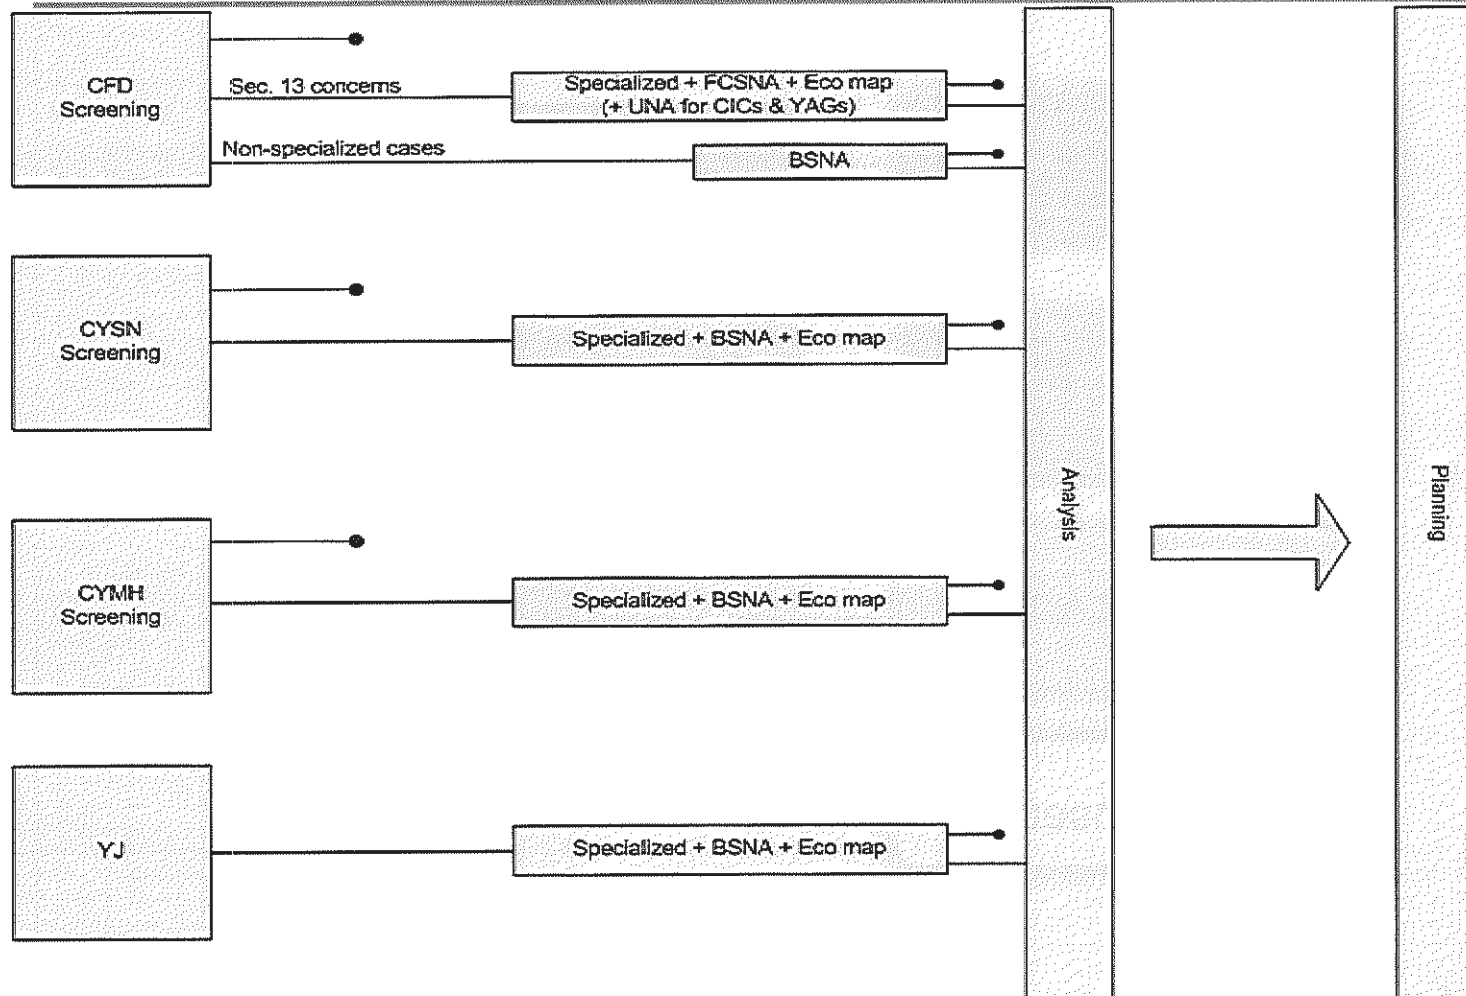 CFD
Screening
Sec. 13 concerns
Specialized + FCSNA + Eco map
(+ UNA for CICs & YAGs)
Non-specialized cases
BSNA
CYSN
Screening
Specialized + BSNA + Eco map
Analysis
Planning
CYMH
Screening
Specialized + BSNA + Eco map
YJ
Specialized + BSNA + Eco map